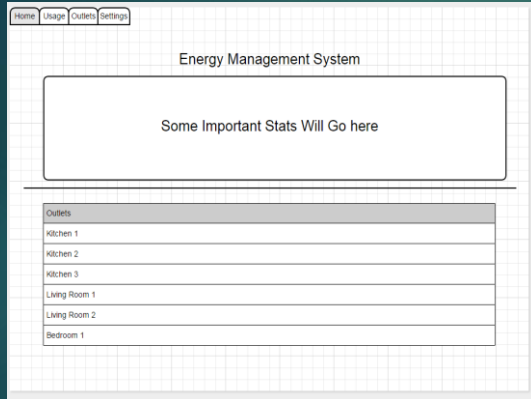 Home Usage Outlets Settings
Energy Management System
Some Important Stats Will Go here
Outlets
Kitchen 1
Kitchen 2
Kitchen 3
Living Room 1
Living Room 2
Bedroom 1